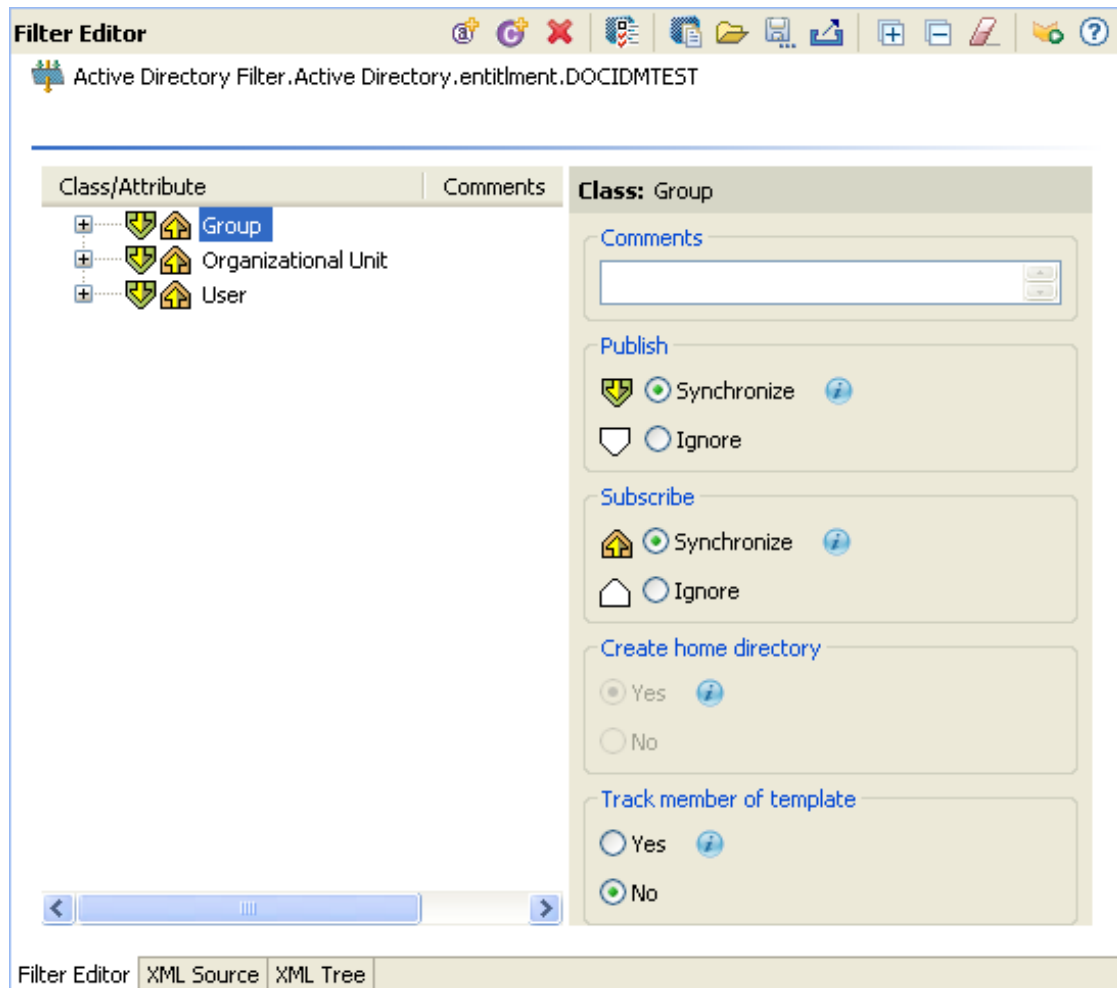 Filter Editor
Active Directory Filter.Active Directory.entitlment.DOCIDMTEST
Class/Attribute Comments
Group
Organizational Unit
User
Class: Group
Comments
Publish
Synchronize
Ignore
Subscribe
Synchronize
Ignore
Create home directory
Yes
No
Track member of template
Yes
No
Filter Editor XML Source XML Tree